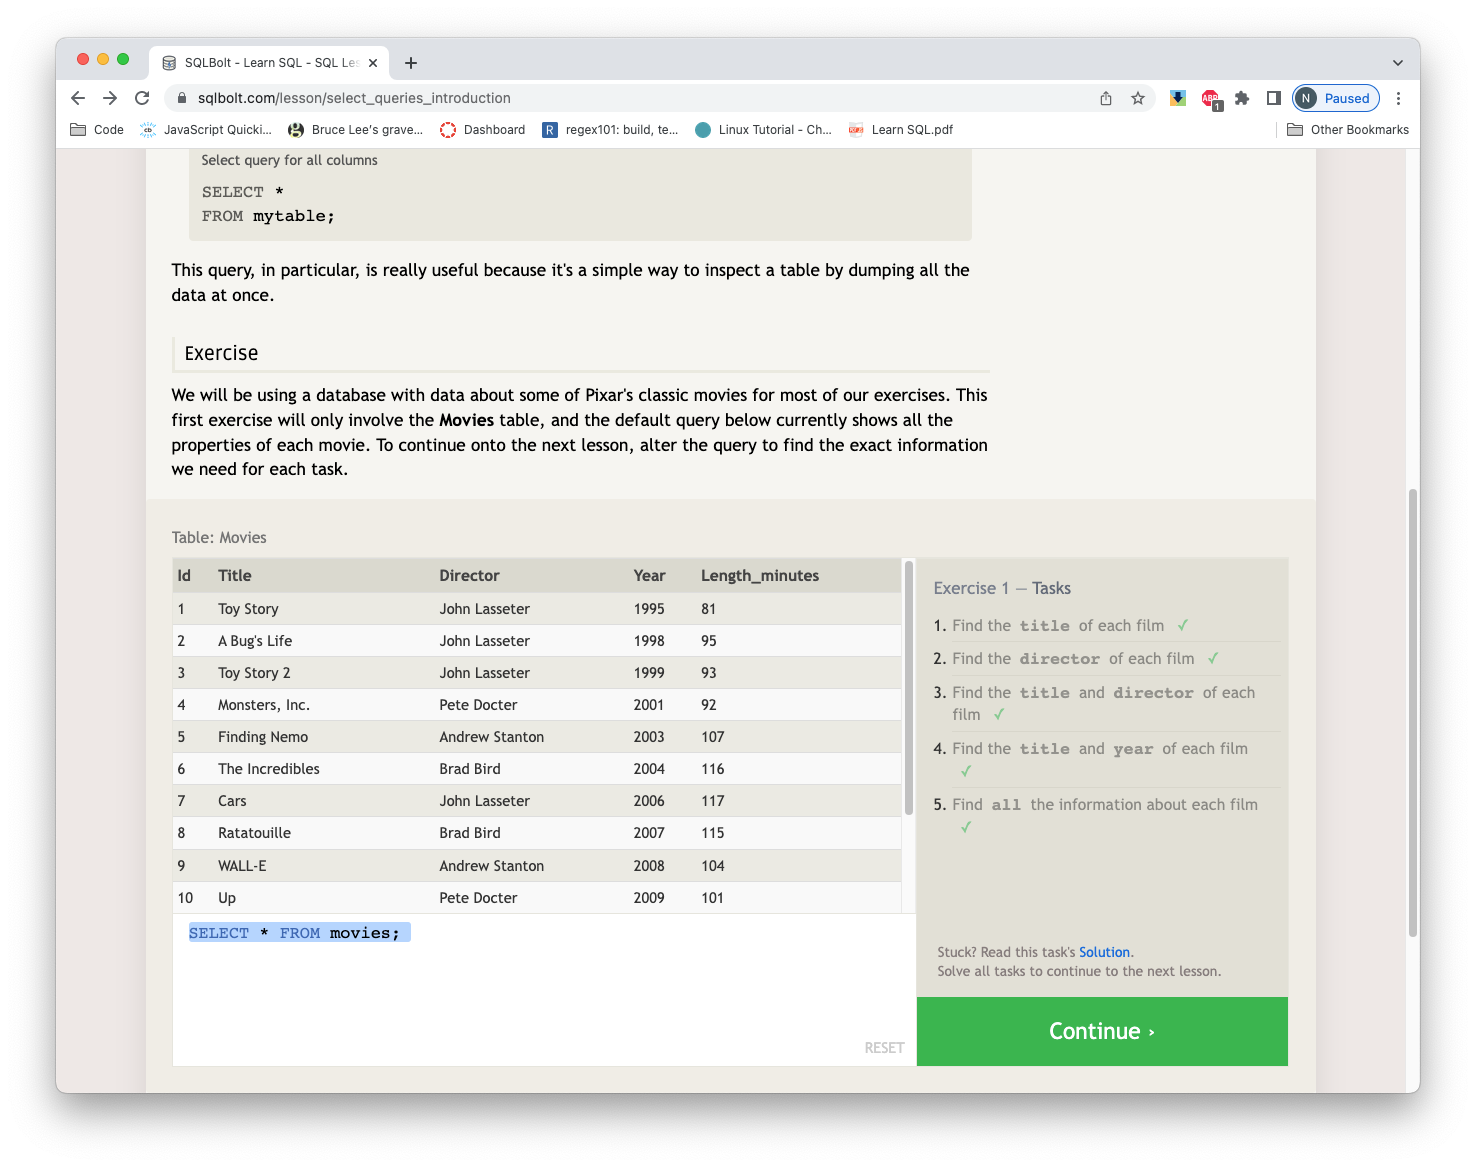 SQLBolt - Learn SQL - SQL Les
sqlbolt.com/lesson/select_queries_introduction
ABP
1
N
Paused
Code
JavaScript Quicki...
Bruce Lee's grave...
Dashboard
R
regex101: build, te...
Linux Tutorial - Ch...
Learn SQL.pdf
Other Bookmarks
Select query for all columns
SELECT *
FROM mytable;
This query, in particular, is really useful because it's a simple way to inspect a table by dumping all the
data at once.
Exercise
We will be using a database with data about some of Pixar's classic movies for most of our exercises. This
first exercise will only involve the Movies table, and the default query below currently shows all the
properties of each movie. To continue onto the next lesson, alter the query to find the exact information
we need for each task.
Table: Movies
Id Title Director Year Length_minutes
1 Toy Story John Lasseter 1995 81
2 A Bug's Life John Lasseter 1998 95
3 Toy Story 2 John Lasseter 1999 93
4 Monsters, Inc. Pete Docter 2001 92
5 Finding Nemo Andrew Stanton 2003 107
6 The Incredibles Brad Bird 2004 116
7 Cars John Lasseter 2006 117
8 Ratatouille Brad Bird 2007 115
9 WALL-E Andrew Stanton 2008 104
10 Up Pete Docter 2009 101
SELECT * FROM movies;
RESET
Exercise 1 — Tasks
1. Find the title of each film ✓
2. Find the director of each film ✓
3. Find the title and director of each
film ✓
4. Find the title and year of each film
✓
5. Find all the information about each film
✓
Stuck? Read this task's Solution.
Solve all tasks to continue to the next lesson.
Continue ›